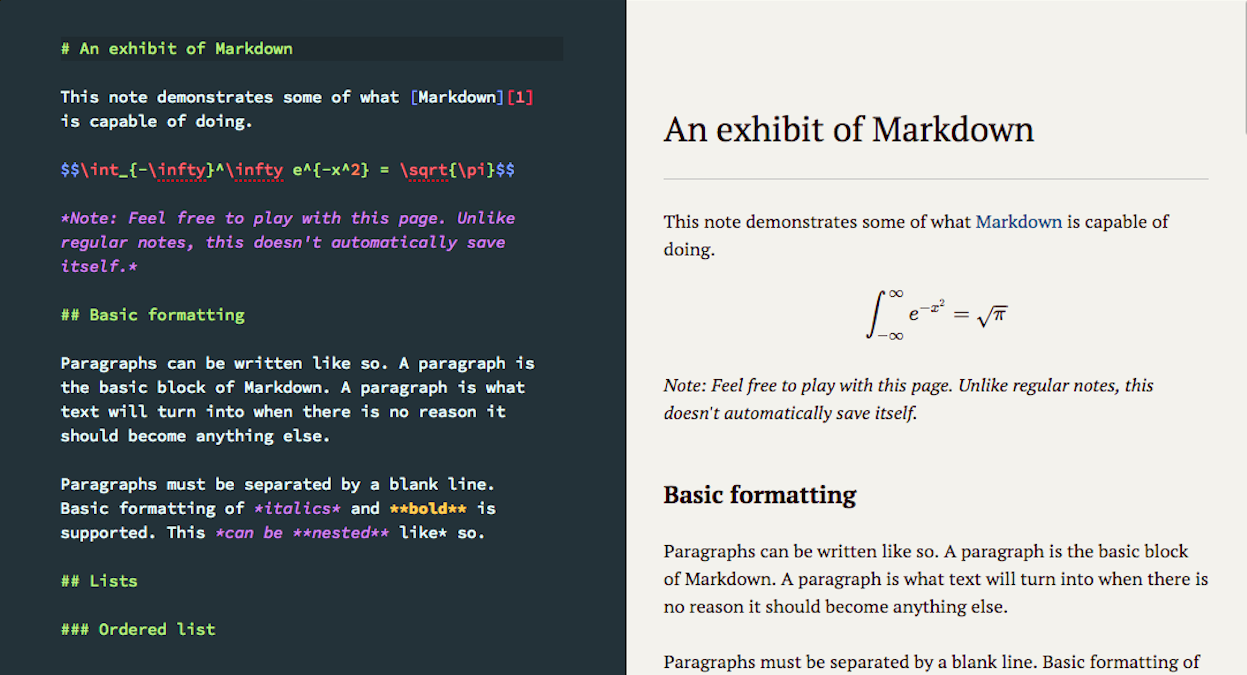 # An exhibit of Markdown
This note demonstrates some of what [Markdown][1]
is capable of doing.
$$\int_{-\infty}^\infty e^{-x^2} = \sqrt{\pi}$$
*Note: Feel free to play with this page. Unlike
regular notes, this doesn't automatically save
itself.*
## Basic formatting
Paragraphs can be written like so. A paragraph is
the basic block of Markdown. A paragraph is what
text will turn into when there is no reason it
should become anything else.
Paragraphs must be separated by a blank line.
Basic formatting of *italics* and **bold** is
supported. This *can be **nested** like* so.
## Lists
### Ordered list
An exhibit of Markdown
This note demonstrates some of what Markdown is capable of
doing.
∫_{-∞}^{∞} e^{-x^2} = √π
Note: Feel free to play with this page. Unlike regular notes, this
doesn't automatically save itself.
Basic formatting
Paragraphs can be written like so. A paragraph is the basic block
of Markdown. A paragraph is what text will turn into when there is
no reason it should become anything else.
Paragraphs must be separated by a blank line. Basic formatting of